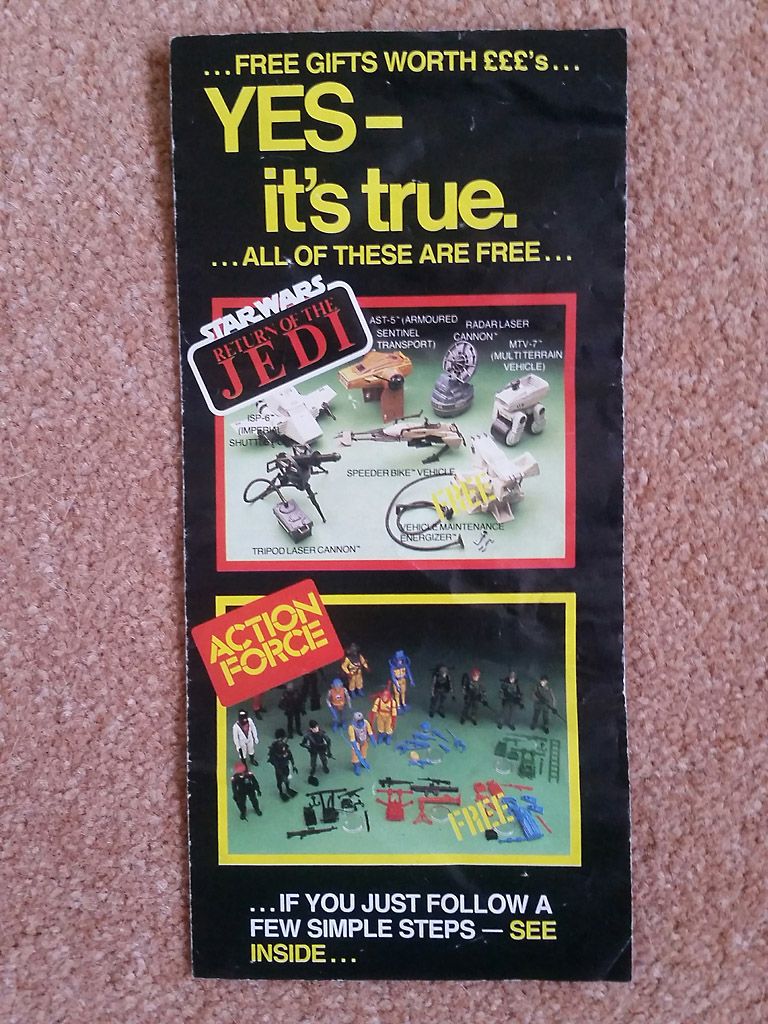 ...FREE GIFTS WORTH £££'s...
YES–
it's true.
...ALL OF THESE ARE FREE...
STAR WARS
RETURN OF THE
JEDI
AST-5™ (ARMOURED
SENTINEL
TRANSPORT)
RADAR LASER
CANNON™
MTV-7™
(MULTI TERRAIN
VEHICLE)
ISP-6™
(IMPERIAL
SHUTTLE
SPEEDER BIKE™ VEHICLE
FREE
VEHICLE MAINTENANCE
ENERGIZER™
TRIPOD LASER CANNON™
ACTION
FORCE
FREE
...IF YOU JUST FOLLOW A
FEW SIMPLE STEPS — SEE
INSIDE...